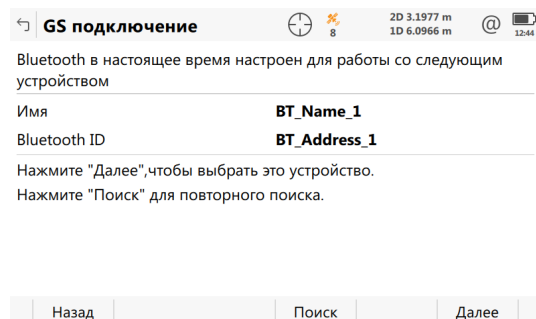 GS подключение
8
2D 3.1977 m
1D 6.0966 m
@
12:44
Bluetooth в настоящее время настроен для работы со следующим
устройством
Имя BT_Name_1
Bluetooth ID BT_Address_1
Нажмите "Далее",чтобы выбрать это устройство.
Нажмите "Поиск" для повторного поиска.
Назад Поиск Далее